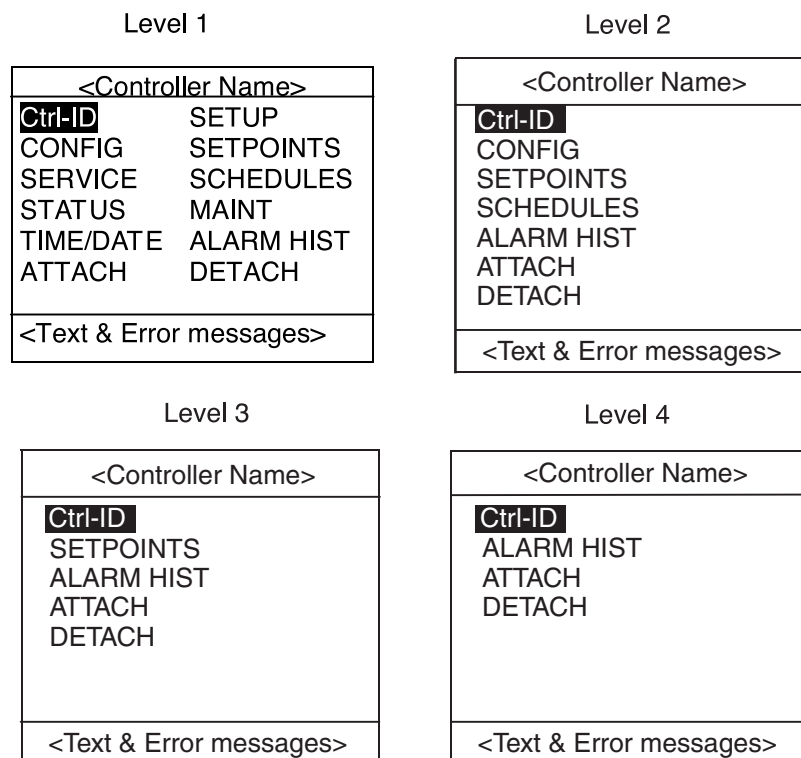 Level 1
<Controller Name>
Ctrl-ID SETUP
CONFIG SETPOINTS
SERVICE SCHEDULES
STATUS MAINT
TIME/DATE ALARM HIST
ATTACH DETACH
<Text & Error messages>
Level 2
<Controller Name>
Ctrl-ID
CONFIG
SETPOINTS
SCHEDULES
ALARM HIST
ATTACH
DETACH
<Text & Error messages>
Level 3
<Controller Name>
Ctrl-ID
SETPOINTS
ALARM HIST
ATTACH
DETACH
<Text & Error messages>
Level 4
<Controller Name>
Ctrl-ID
ALARM HIST
ATTACH
DETACH
<Text & Error messages>